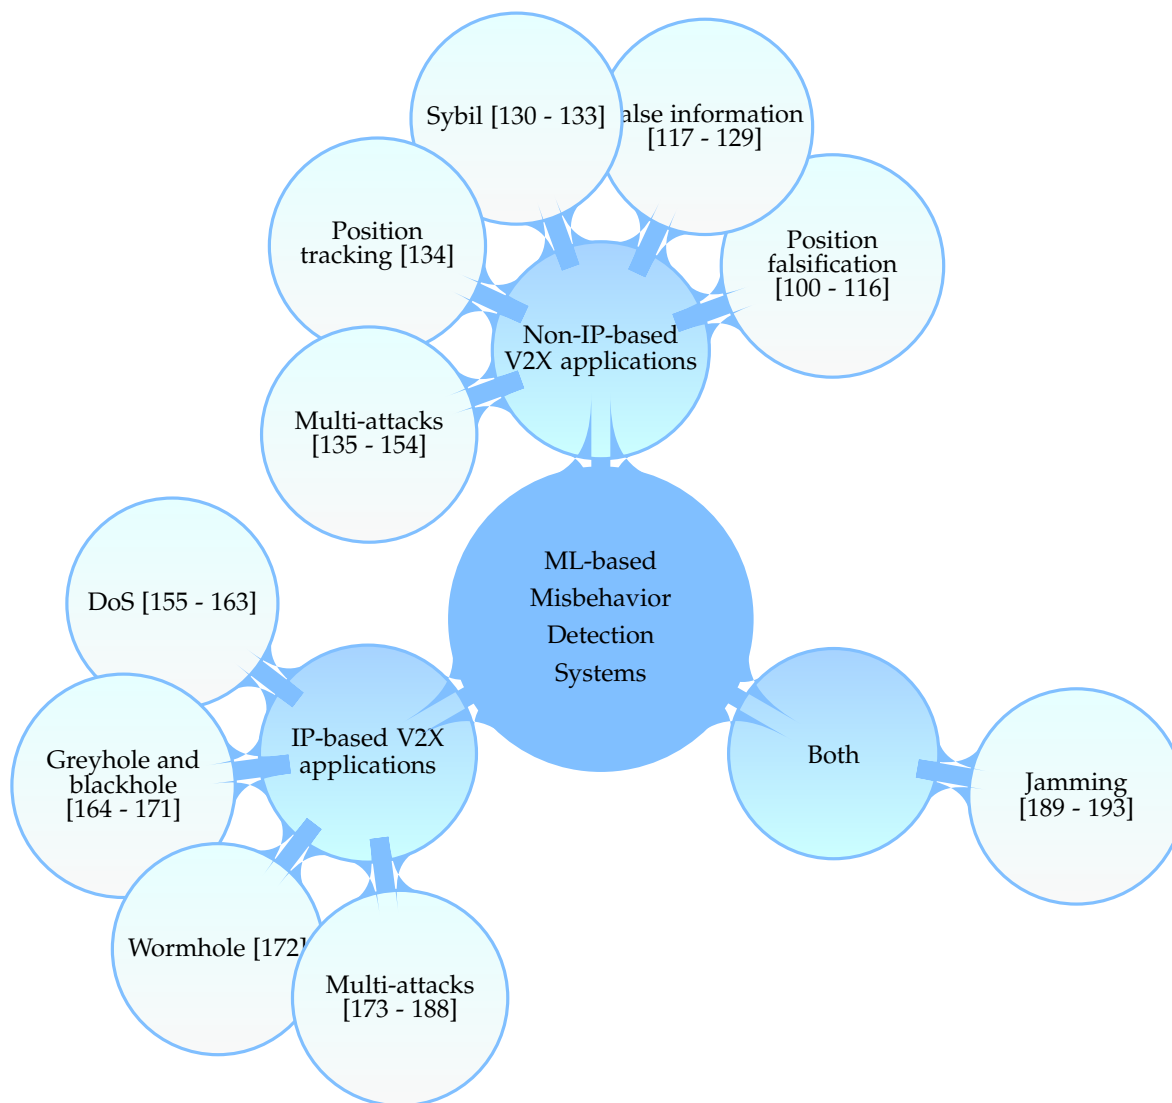 Sybil [130 - 133]
alse information
[117 - 129]
Position
tracking [134]
Position
falsification
[100 - 116]
Non-IP-based
V2X applications
Multi-attacks
[135 - 154]
ML-based
Misbehavior
Detection
Systems
DoS [155 - 163]
IP-based V2X
applications
Greyhole and
blackhole
[164 - 171]
Wormhole [172]
Multi-attacks
[173 - 188]
Both
Jamming
[189 - 193]